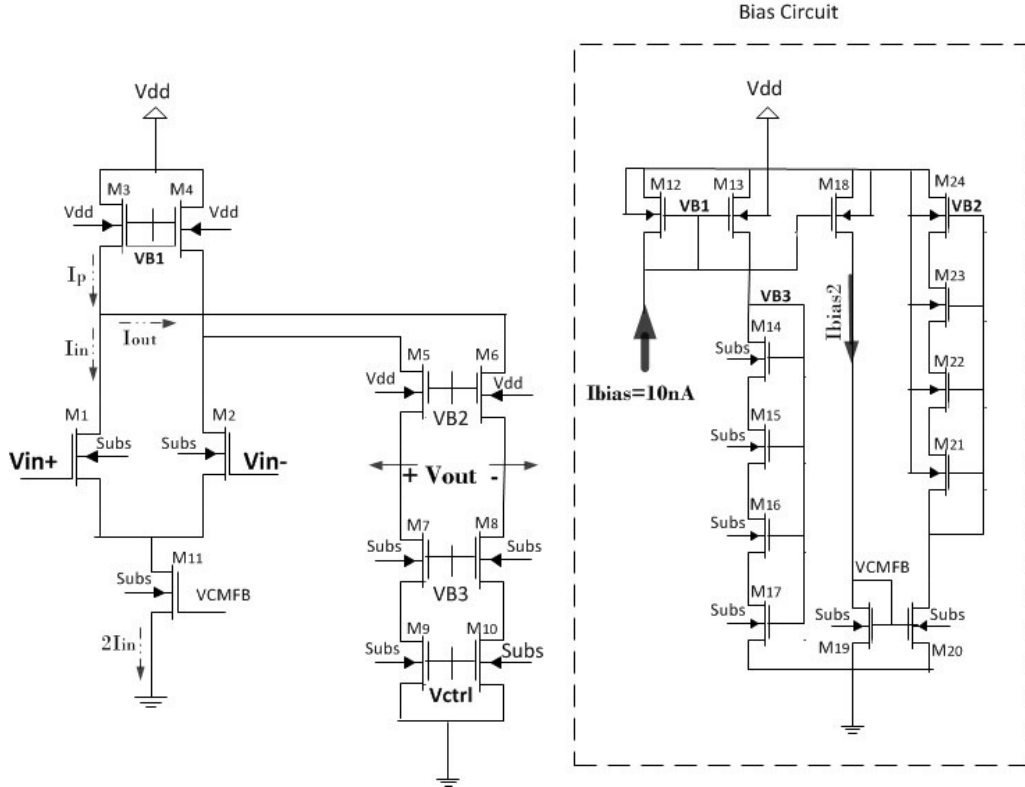 Bias Circuit
Vdd
Vdd
M3
M4
Vdd
Vdd
VB1
Ip
Iin
Iout
M1
M2
Subs
Subs
Vin+
Vin-
M11
Subs
VCMFB
2Iin
M5
M6
Vdd
Vdd
VB2
+ Vout -
M7
M8
Subs
Subs
VB3
M9
M10
Subs
Subs
Vctrl
M12
M13
M18
M24
VB1
VB2
M23
VB3
Ibias2
M14
Subs
Ibias=10nA
M22
M15
Subs
M21
M16
Subs
VCMFB
M17
Subs
Subs
Subs
M19
M20